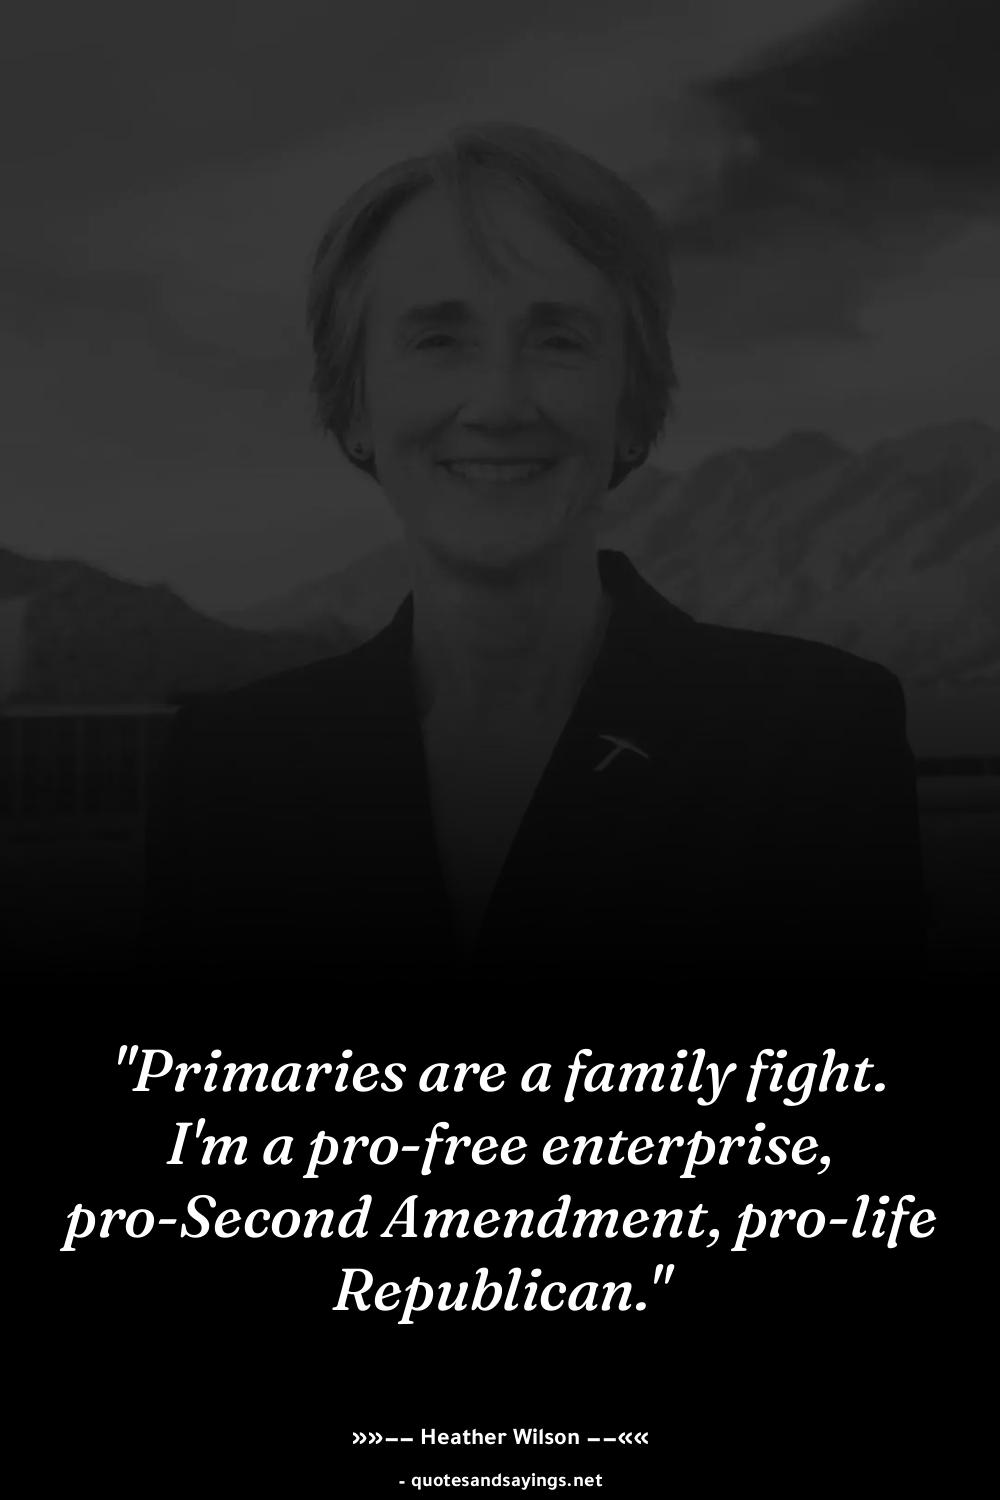 "Primaries are a family fight.
I'm a pro-free enterprise,
pro-Second Amendment, pro-life
Republican."
»»–– Heather Wilson ––««
- quotesandsayings.net